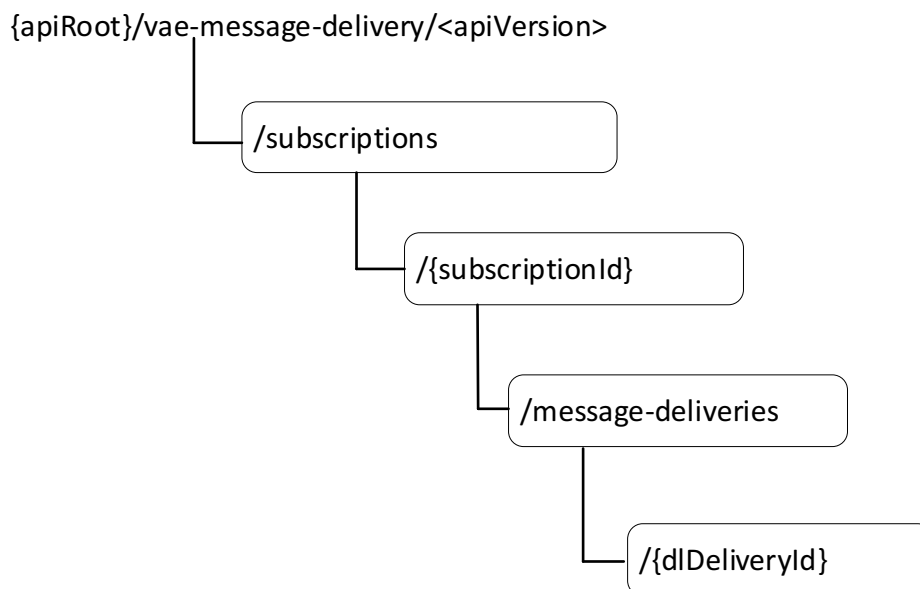 {apiRoot}/vae-message-delivery/<apiVersion>
/subscriptions
/{subscriptionId}
/message-deliveries
/{dlDeliveryId}